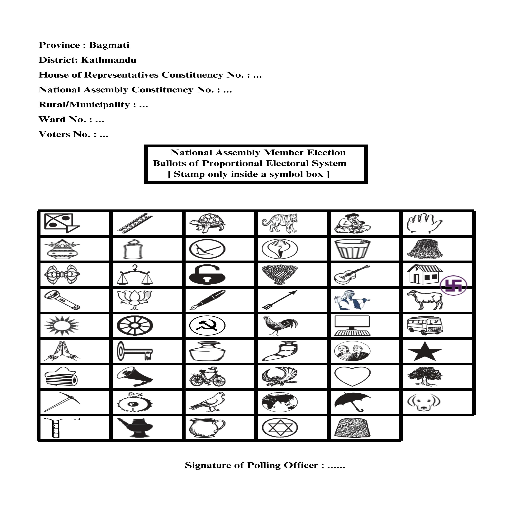 Province : Bagmati
District: Kathmandu
House of Representatives Constituency No. : ...
National Assembly Constituency No. : ...
Rural/Municipality : ...
Ward No. : ...
Voters No. : ...
National Assembly Member Election
Ballots of Proportional Electoral System
[ Stamp only inside a symbol box ]
Signature of Polling Officer : ......